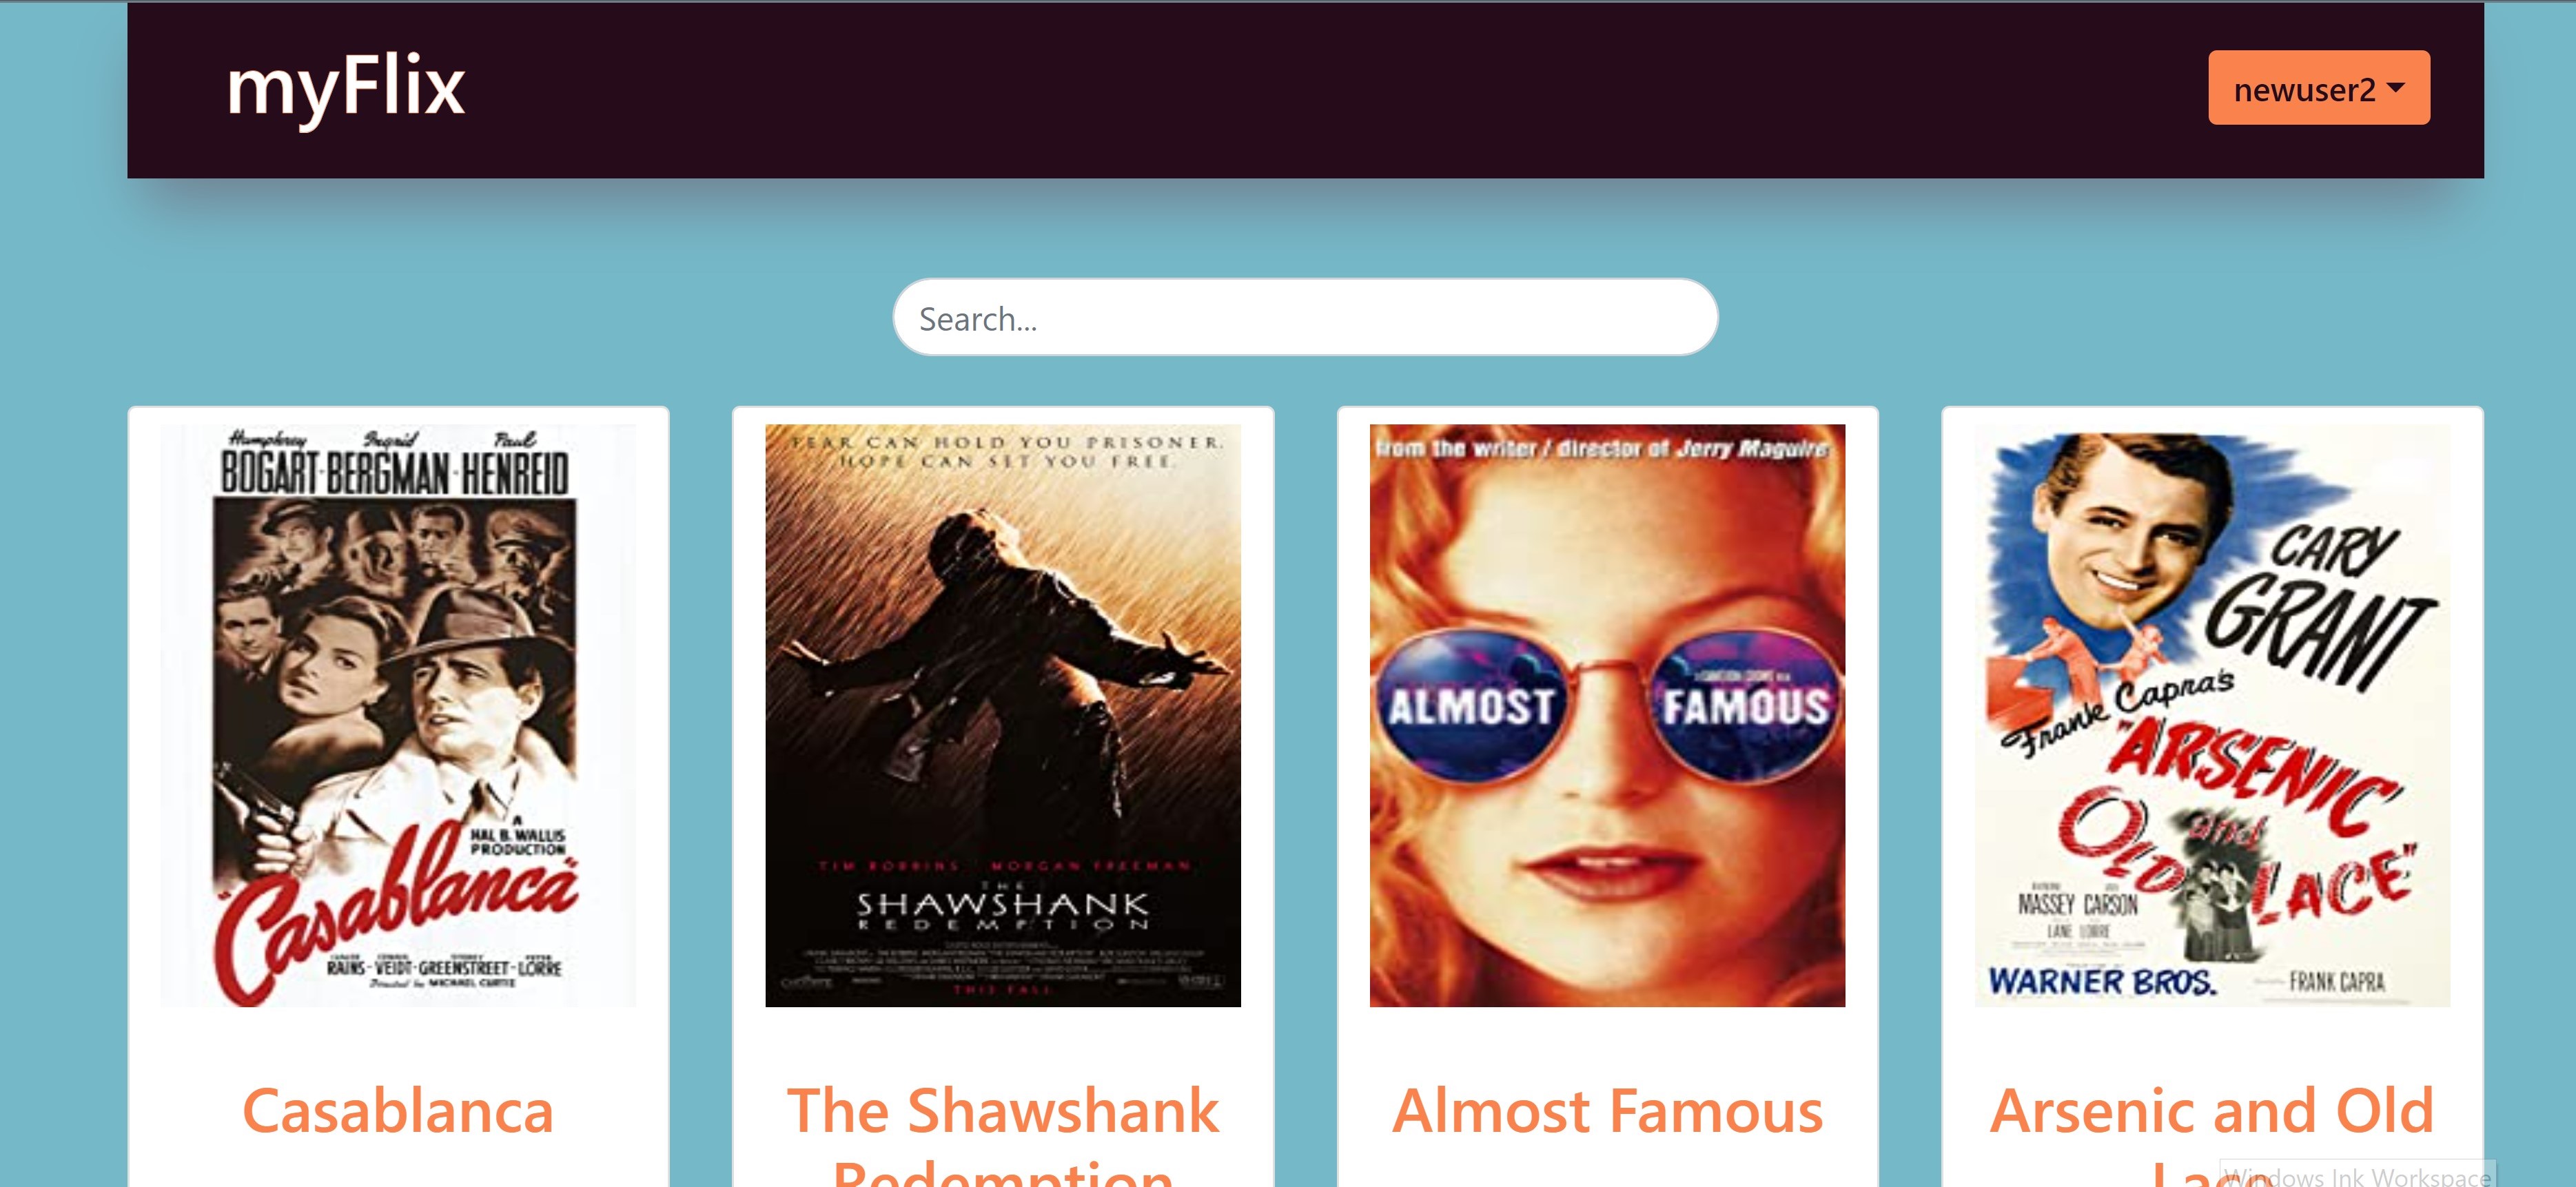 myFlix
newuser2
Search...
Humphrey Ingrid Paul
BOGART·BERGMAN·HENREID
A
HAL B. WALLIS
PRODUCTION
"Casablanca"
RAINS-VEIDT-GREENSTREET-LORRE
Directed by MICHAEL CURTIZ
FEAR CAN HOLD YOU PRISONER.
HOPE CAN SET YOU FREE.
TIM ROBBINS MORGAN FREEMAN
THE
SHAWSHANK
REDEMPTION
THIS FALL
from the writer / director of Jerry Maguire
ALMOST FAMOUS
CARY
GRANT
Frank Capra's
"ARSENIC
and
OLD LACE"
MASSEY CARSON
LANE LORRE
WARNER BROS.
FRANK CAPRA
Casablanca
The Shawshank
Redemption
Almost Famous
Arsenic and Old
Lace
Windows Ink Workspace